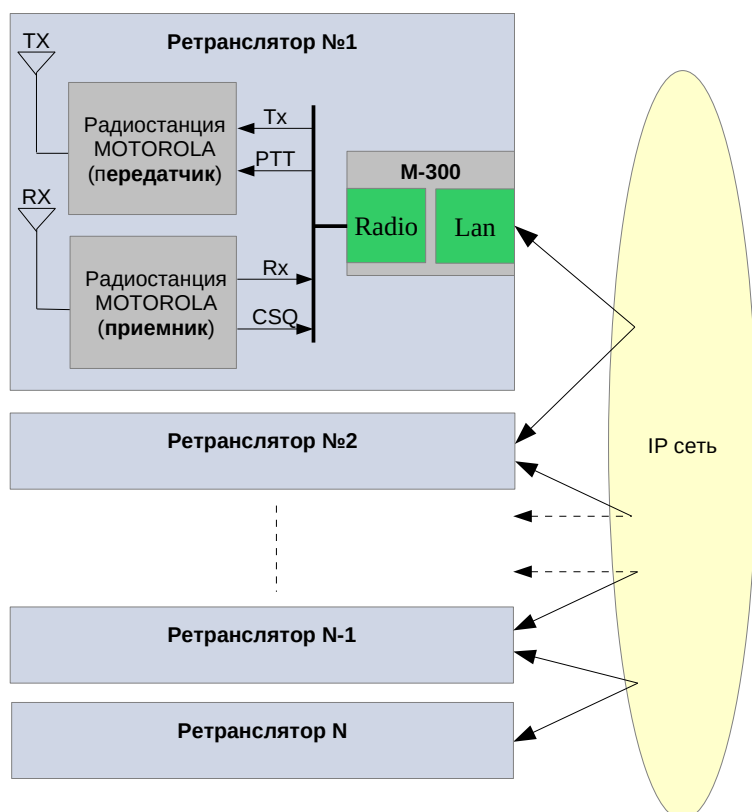 Ретранслятор №1
TX
Радиостанция
MOTOROLA
(передатчик)
Tx
PTT
M-300
Radio
Lan
RX
Радиостанция
MOTOROLA
(приемник)
Rx
CSQ
Ретранслятор №2
IP сеть
Ретранслятор N-1
Ретранслятор N